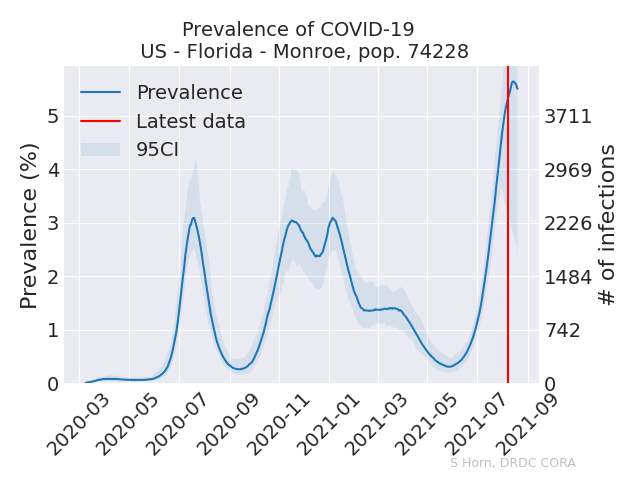 Prevalence of COVID-19
US - Florida - Monroe, pop. 74228
Prevalence
Latest data
95CI
Prevalence (%)
5
4
3
2
1
0
3711
2969
2226
1484
742
0
# of infections
2020-03
2020-05
2020-07
2020-09
2020-11
2021-01
2021-03
2021-05
2021-07
2021-09
S Horn, DRDC CORA